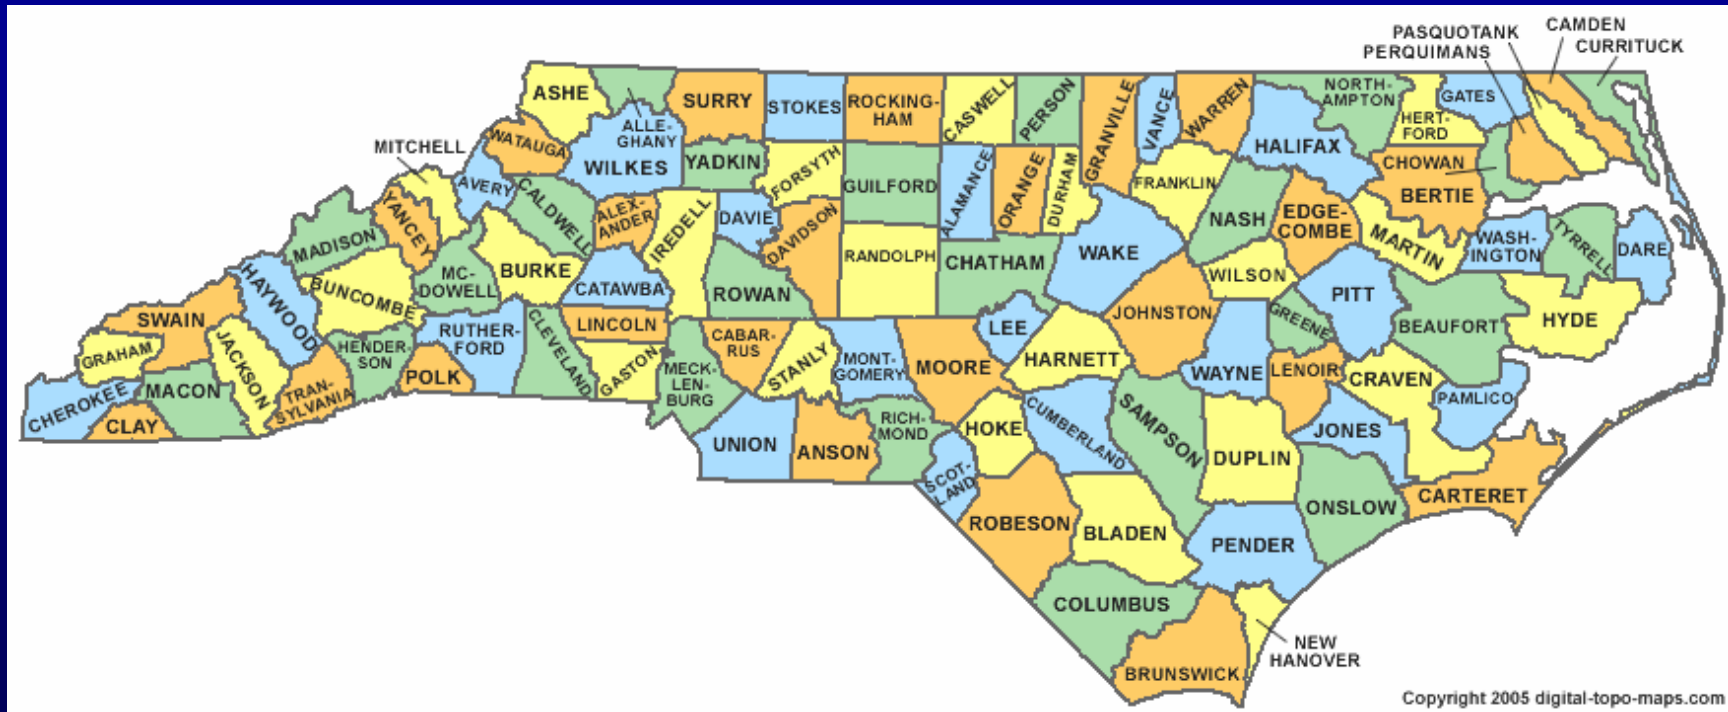 PASQUOTANK
PERQUIMANS
CAMDEN
CURRITUCK
ASHE
ALLE-
GHANY
SURRY
STOKES
ROCKING-
HAM
CASWELL
PERSON
GRANVILLE
VANCE
WARREN
NORTH-
AMPTON
HERT-
FORD
GATES
HALIFAX
MITCHELL
WATAUGA
WILKES
YADKIN
FORSYTH
GUILFORD
ALAMANCE
ORANGE
DURHAM
FRANKLIN
NASH
EDGE-
COMBE
CHOWAN
BERTIE
AVERY
CALDWELL
ALEX-
ANDER
IREDELL
DAVIE
DAVIDSON
RANDOLPH
CHATHAM
WAKE
WILSON
MARTIN
WASH-
INGTON
TYRRELL
DARE
YANCEY
MADISON
HAYWOOD
BUNCOMBE
MC-
DOWELL
BURKE
CATAWBA
ROWAN
JOHNSTON
GREENE
PITT
BEAUFORT
HYDE
SWAIN
GRAHAM
JACKSON
HENDER-
SON
RUTHER-
FORD
CLEVELAND
LINCOLN
GASTON
MECK-
LEN-
BURG
CABAR-
RUS
STANLY
MONT-
GOMERY
MOORE
LEE
HARNETT
WAYNE
LENOIR
CRAVEN
PAMLICO
CHEROKEE
CLAY
MACON
TRAN-
SYLVANIA
POLK
UNION
ANSON
RICH-
MOND
HOKE
SCOT-
LAND
CUMBERLAND
SAMPSON
DUPLIN
JONES
ONSLOW
CARTERET
ROBESON
BLADEN
PENDER
COLUMBUS
BRUNSWICK
NEW
HANOVER
Copyright 2005 digital-topo-maps.com